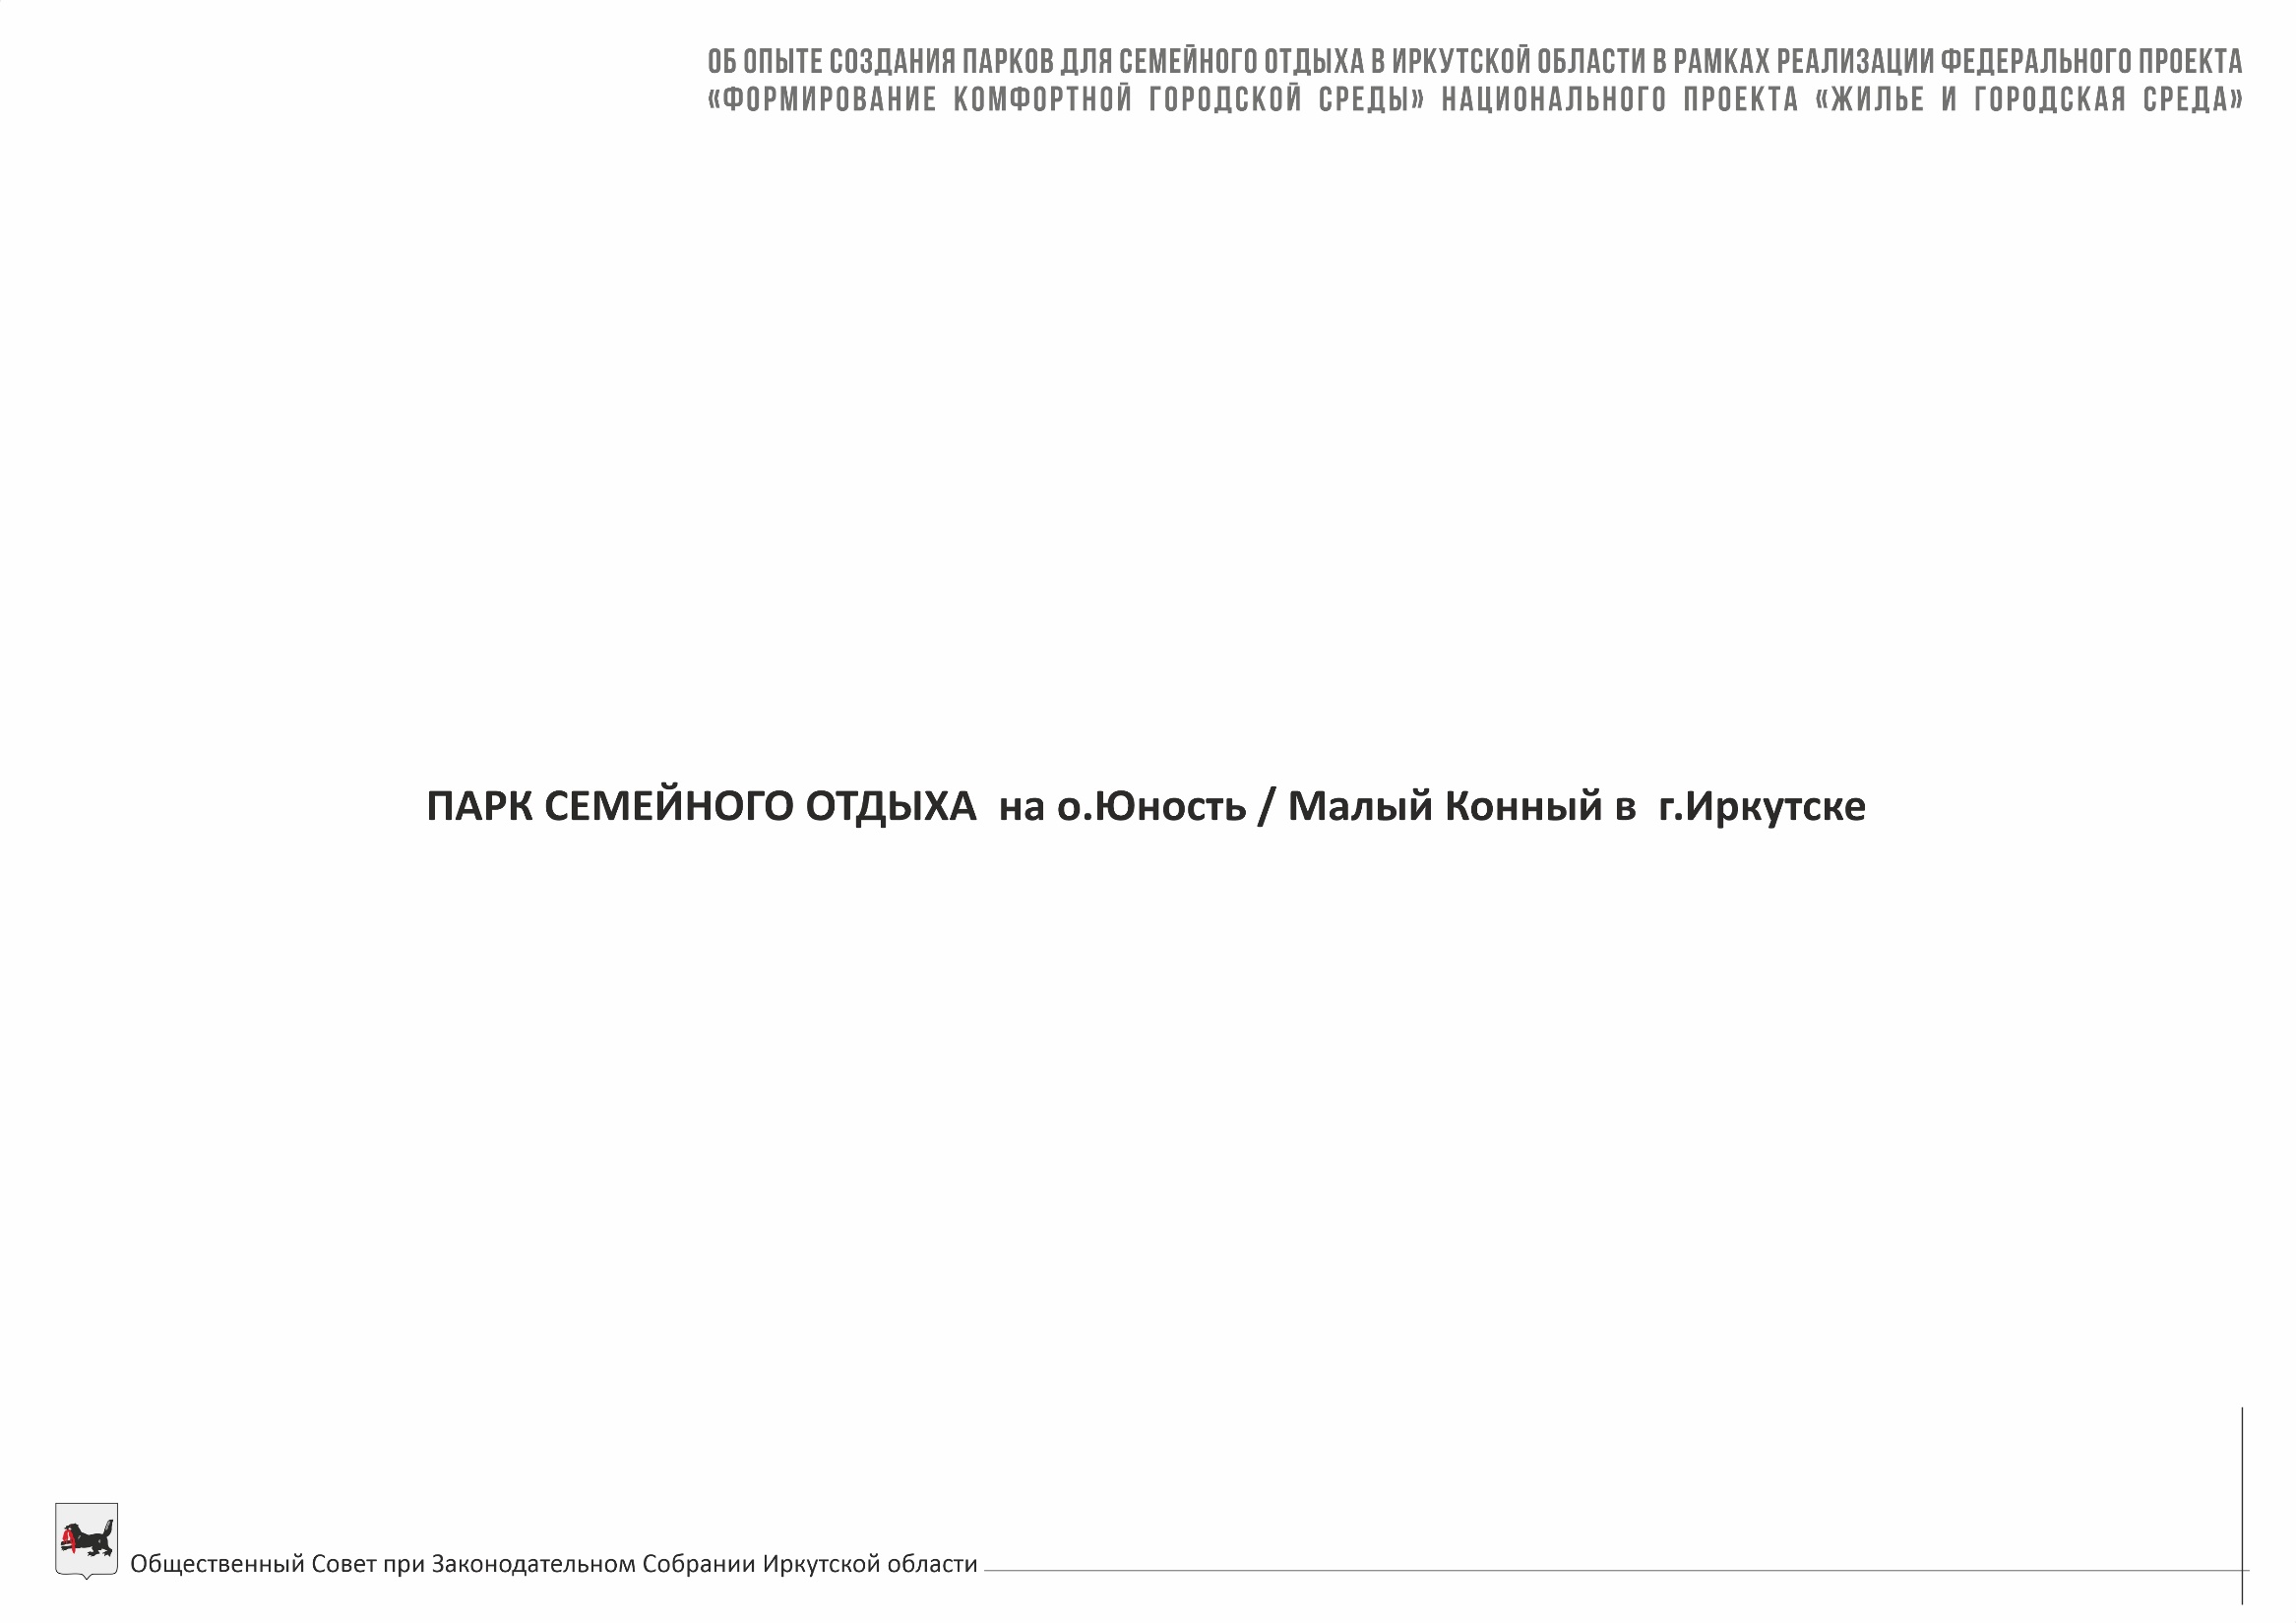 ОБ ОПЫТЕ СОЗДАНИЯ ПАРКОВ ДЛЯ СЕМЕЙНОГО ОТДЫХА В ИРКУТСКОЙ ОБЛАСТИ В РАМКАХ РЕАЛИЗАЦИИ ФЕДЕРАЛЬНОГО ПРОЕКТА
«ФОРМИРОВАНИЕ КОМФОРТНОЙ ГОРОДСКОЙ СРЕДЫ» НАЦИОНАЛЬНОГО ПРОЕКТА «ЖИЛЬЕ И ГОРОДСКАЯ СРЕДА»
ПАРК СЕМЕЙНОГО ОТДЫХА на о.Юность / Малый Конный в г.Иркутске
Общественный Совет при Законодательном Собрании Иркутской области